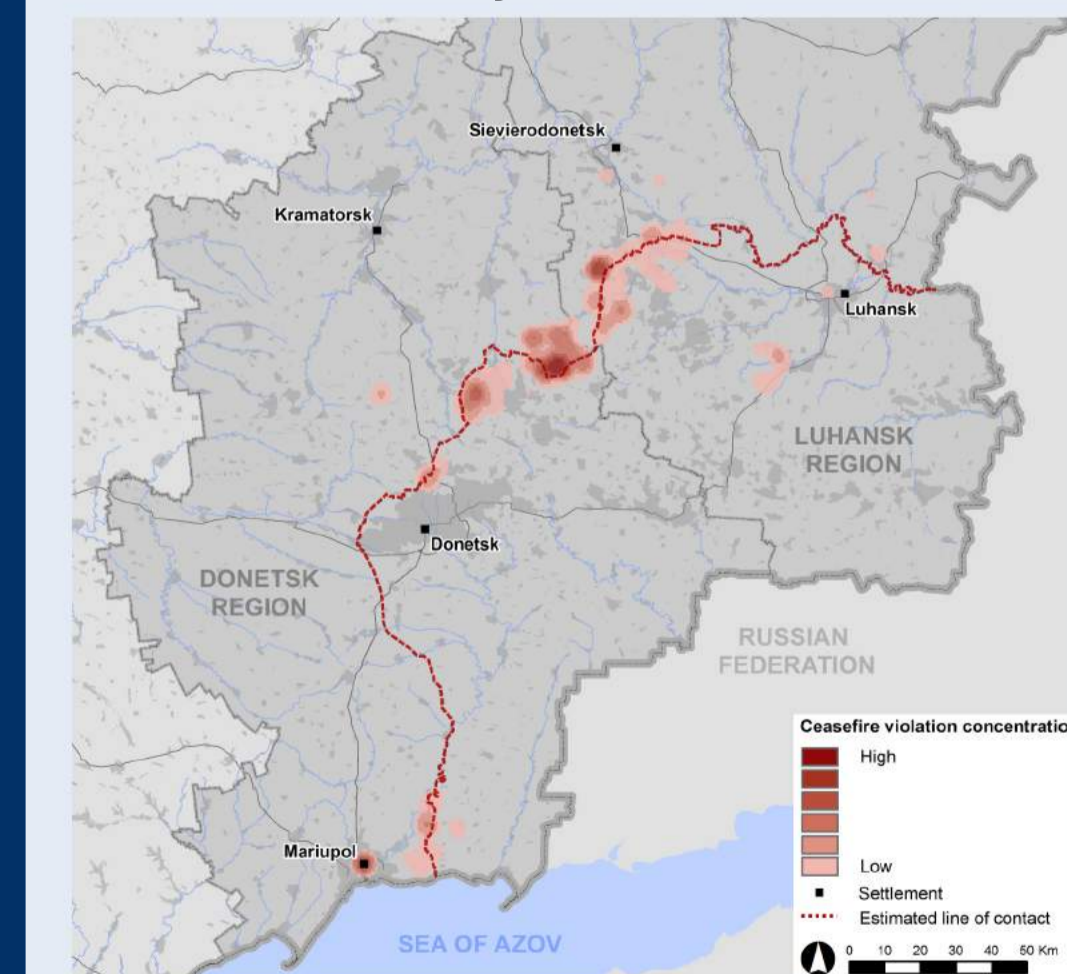 Sievierodonetsk
Kramatorsk
Luhansk
LUHANSK
REGION
Donetsk
DONETSK
REGION
RUSSIAN
FEDERATION
Ceasefire violation concentratio
High
Low
Settlement
Estimated line of contact
0 10 20 30 40 50 Km
Mariupol
SEA OF AZOV